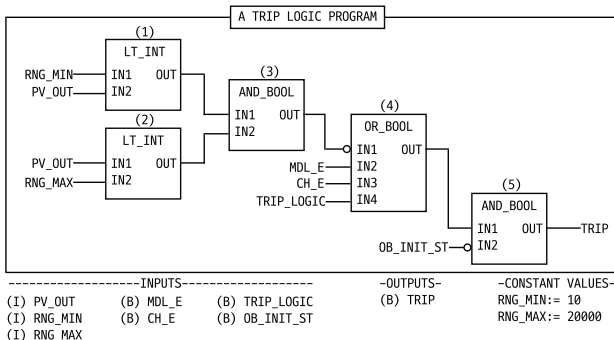 A TRIP LOGIC PROGRAM
(1)
LT_INT
RNG_MIN IN1 OUT
PV_OUT IN2
(2)
LT_INT
PV_OUT IN1 OUT
RNG_MAX IN2
(3)
AND_BOOL
IN1 OUT
IN2
(4)
OR_BOOL
IN1 OUT
MDL_E IN2
CH_E IN3
TRIP_LOGIC IN4
(5)
AND_BOOL
IN1 OUT TRIP
OB_INIT_ST IN2
-INPUTS-
(I) PV_OUT (B) MDL_E (B) TRIP_LOGIC
(I) RNG_MIN (B) CH_E (B) OB_INIT_ST
(I) RNG_MAX
-OUTPUTS-
(B) TRIP
-CONSTANT VALUES-
RNG_MIN:= 10
RNG_MAX:= 20000